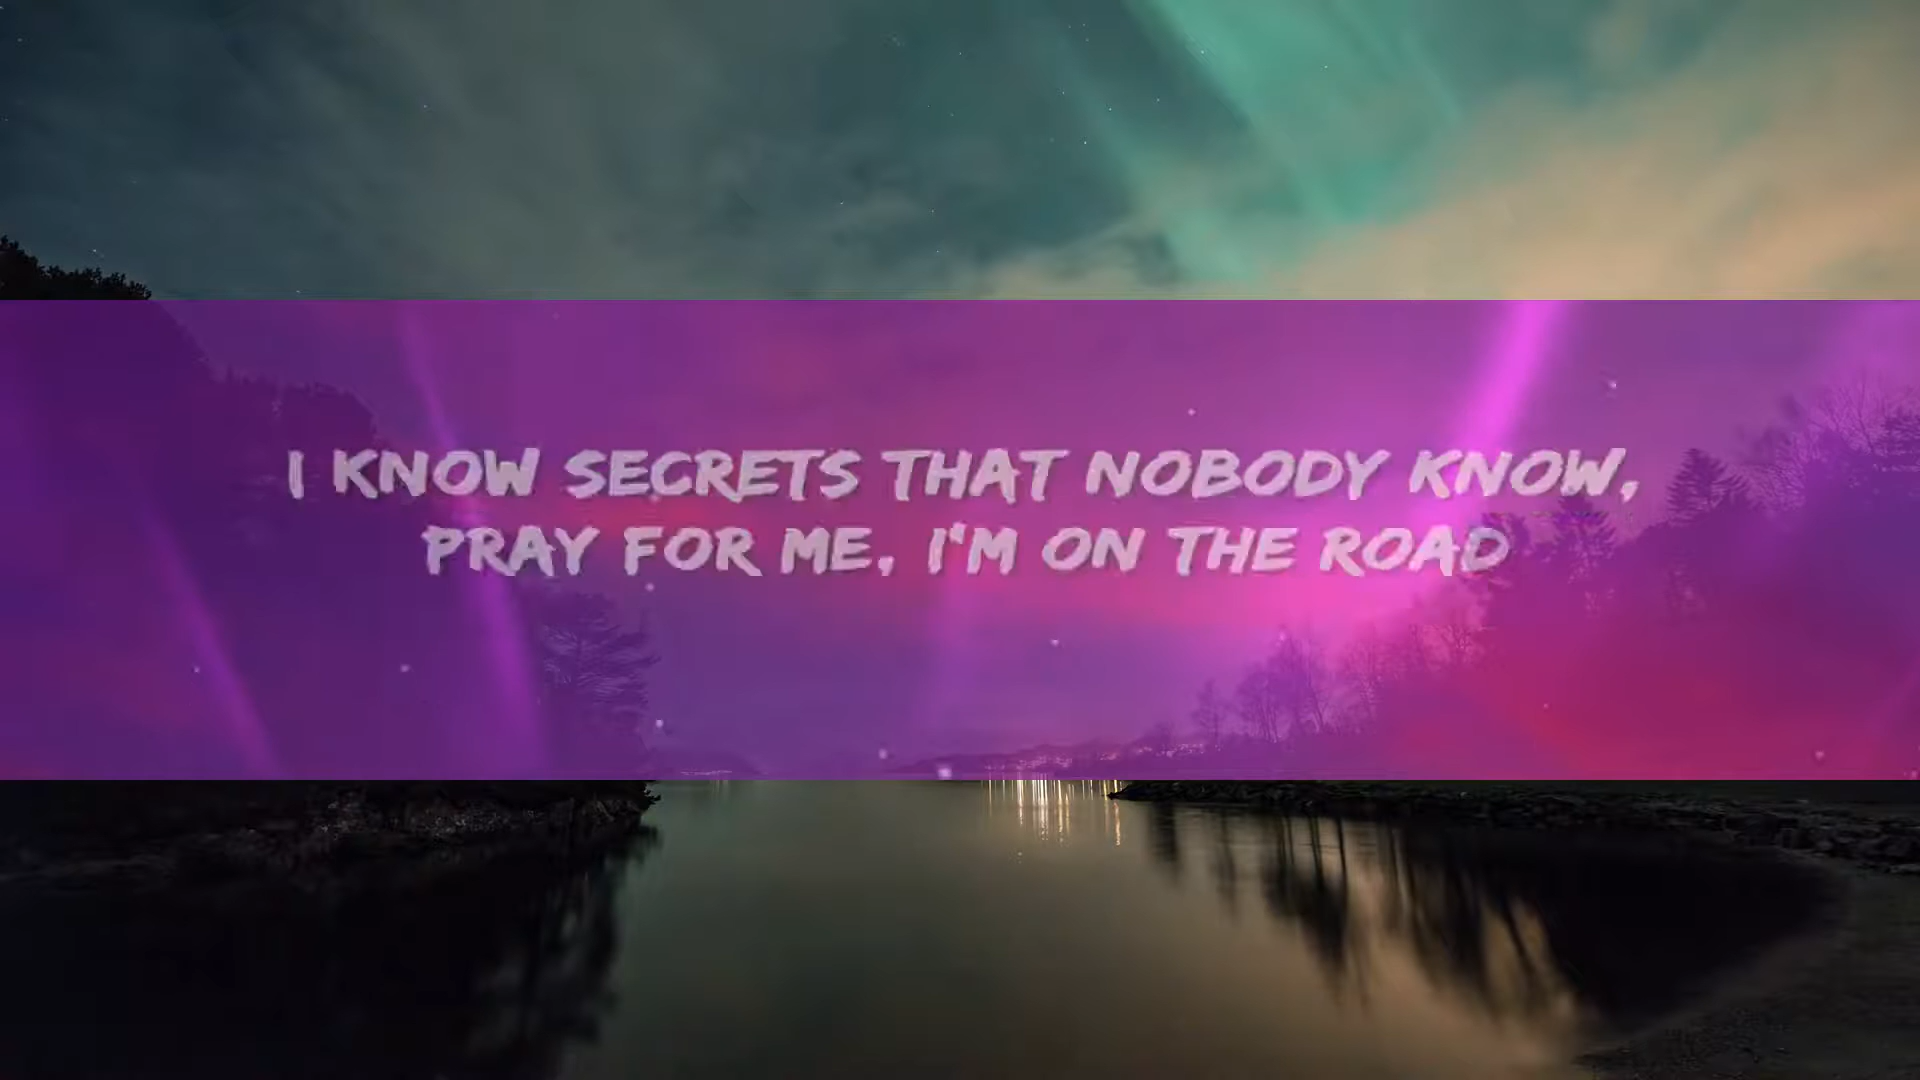 I KNOW SECRETS THAT NOBODY KNOW,
PRAY FOR ME, I'M ON THE ROAD